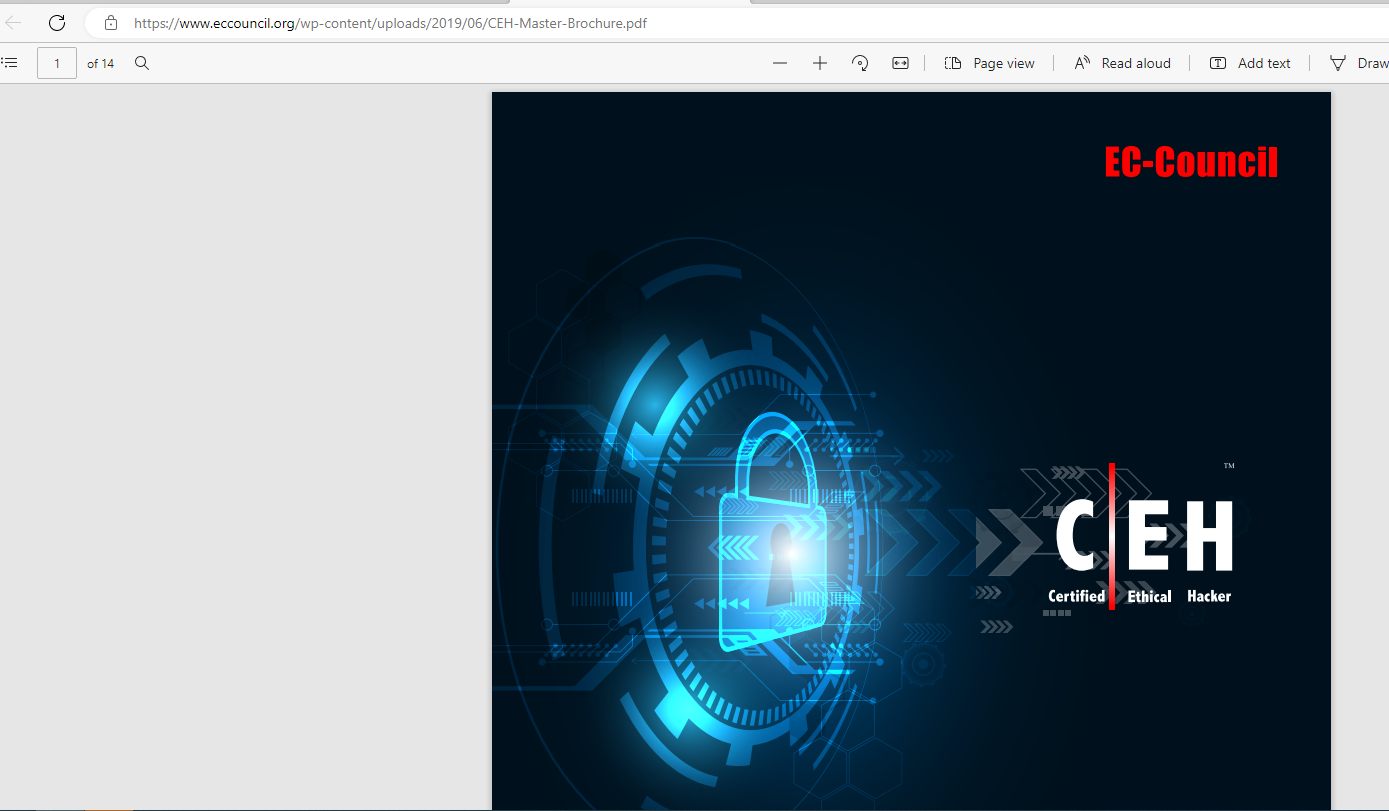 https://www.eccouncil.org/wp-content/uploads/2019/06/CEH-Master-Brochure.pdf
1 of 14 Page view Read aloud Add text Draw
EC-Council
TM
C EH
Certified Ethical Hacker